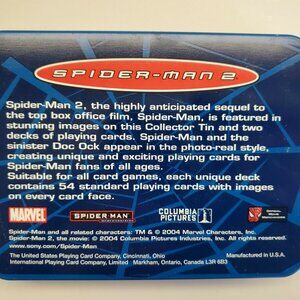 SPIDER-MAN 2
Spider-Man 2, the highly anticipated sequel to
the top box office film, Spider-Man, is featured in
stunning images on this Collector Tin and two
decks of playing cards. Spider-Man and the
sinister Doc Ock appear in the photo-real style,
creating unique and exciting playing cards for
Spider-Man fans of all ages.
Suitable for all card games, each unique deck
contains 54 standard playing cards with images
on every card face.
MARVEL SPIDER-MAN COLUMBIA PICTURES
Spider-Man and all related characters: TM & © 2004 Marvel Characters, Inc.
Spider-Man 2, the movie: © 2004 Columbia Pictures Industries, Inc. All rights reserved.
www.sony.com/Spider-Man
The United States Playing Card Company, Cincinnati, Ohio Manufactured in U.S.A.
International Playing Card Company, Limited Markham, Ontario, Canada L3R 6B3